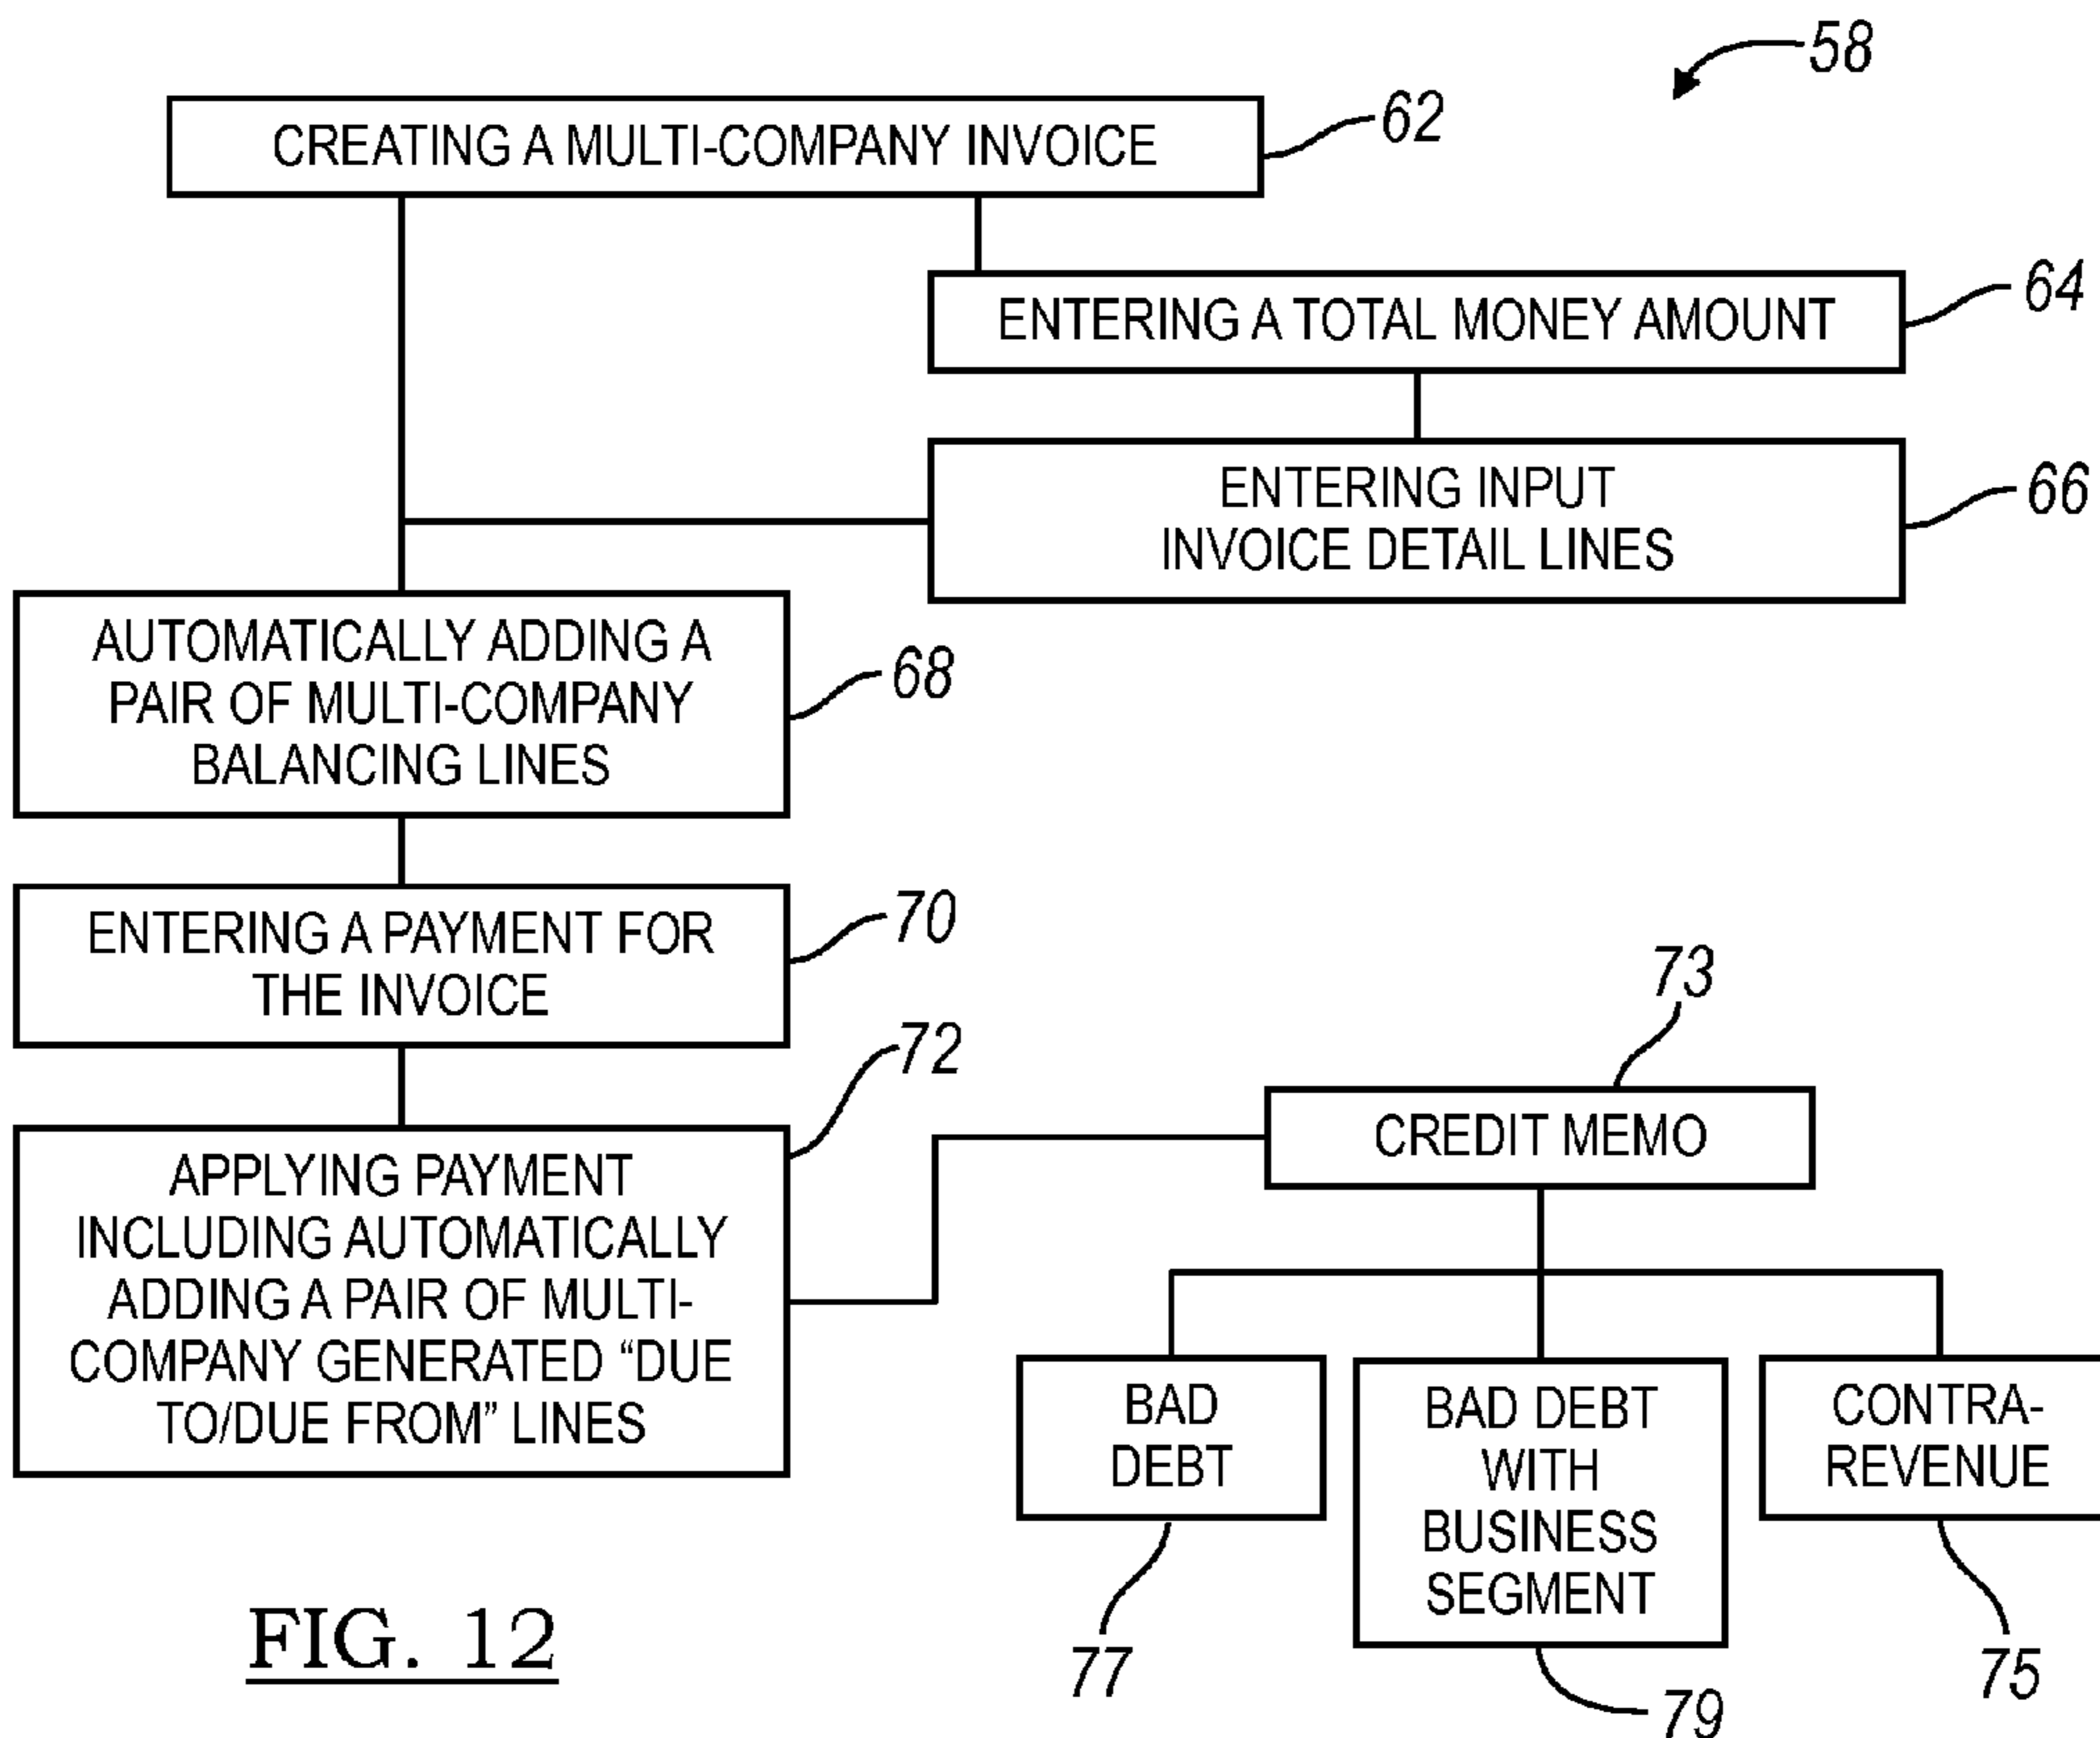 58
CREATING A MULTI-COMPANY INVOICE
62
ENTERING A TOTAL MONEY AMOUNT
64
ENTERING INPUT
INVOICE DETAIL LINES
66
AUTOMATICALLY ADDING A
PAIR OF MULTI-COMPANY
BALANCING LINES
68
ENTERING A PAYMENT FOR
THE INVOICE
70
APPLYING PAYMENT
INCLUDING AUTOMATICALLY
ADDING A PAIR OF MULTI-
COMPANY GENERATED “DUE
TO/DUE FROM” LINES
72
73
CREDIT MEMO
BAD
DEBT
77
BAD DEBT
WITH
BUSINESS
SEGMENT
79
CONTRA-
REVENUE
75
FIG. 12